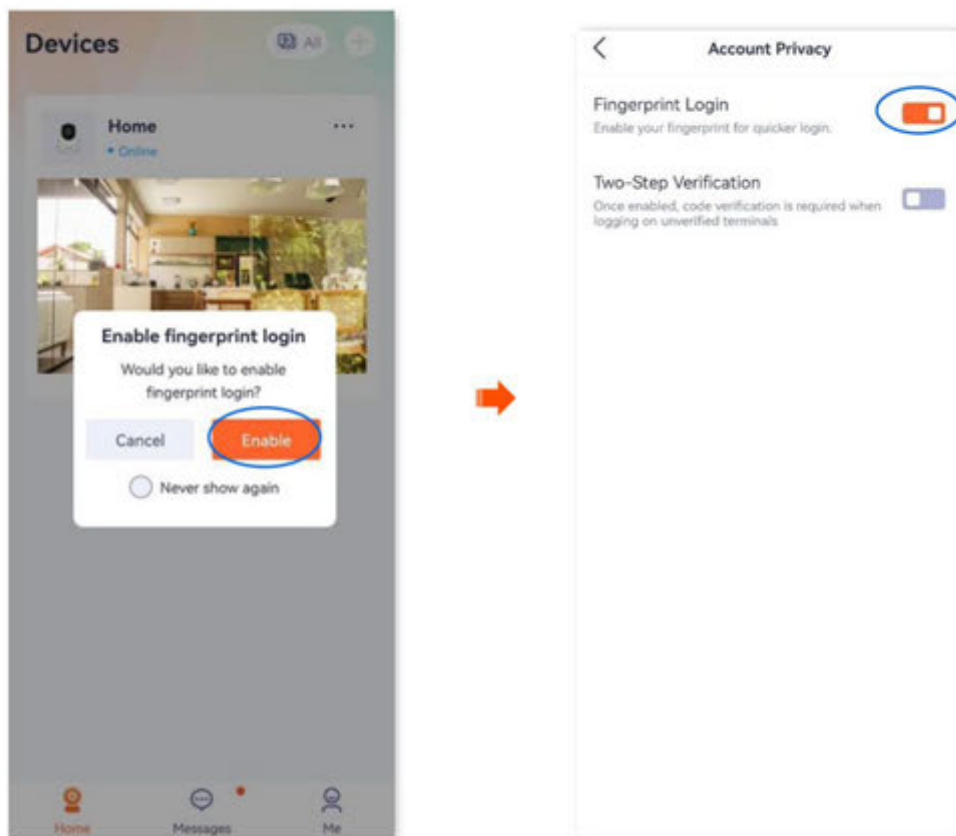 Devices
All
Home
Online
Enable fingerprint login
Would you like to enable
fingerprint login?
Cancel
Enable
Never show again
Home
Messages
Me
Account Privacy
Fingerprint Login
Enable your fingerprint for quicker login.
Two-Step Verification
Once enabled, code verification is required when
logging on unverified terminals